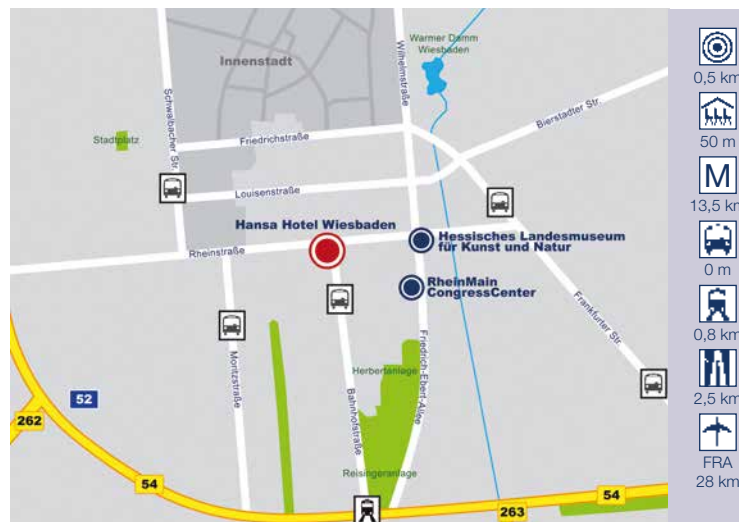 Warmer Damm
Wiesbaden
Innenstadt
Wilhelmstraße
Schwalbacher Str.
Bierstadter Str.
Stadtplatz
Friedrichstraße
Louisenstraße
Hansa Hotel Wiesbaden
Hessisches Landesmuseum
für Kunst und Natur
Rheinstraße
RheinMain
CongressCenter
Frankfurter Str.
Moritzstraße
Bahnhofstraße
Friedrich-Ebert-Allee
Herbertanlage
52
262
54
Reisingeranlage
263
54
0,5 km
50 m
M
13,5 km
0 m
0,8 km
2,5 km
FRA
28 km